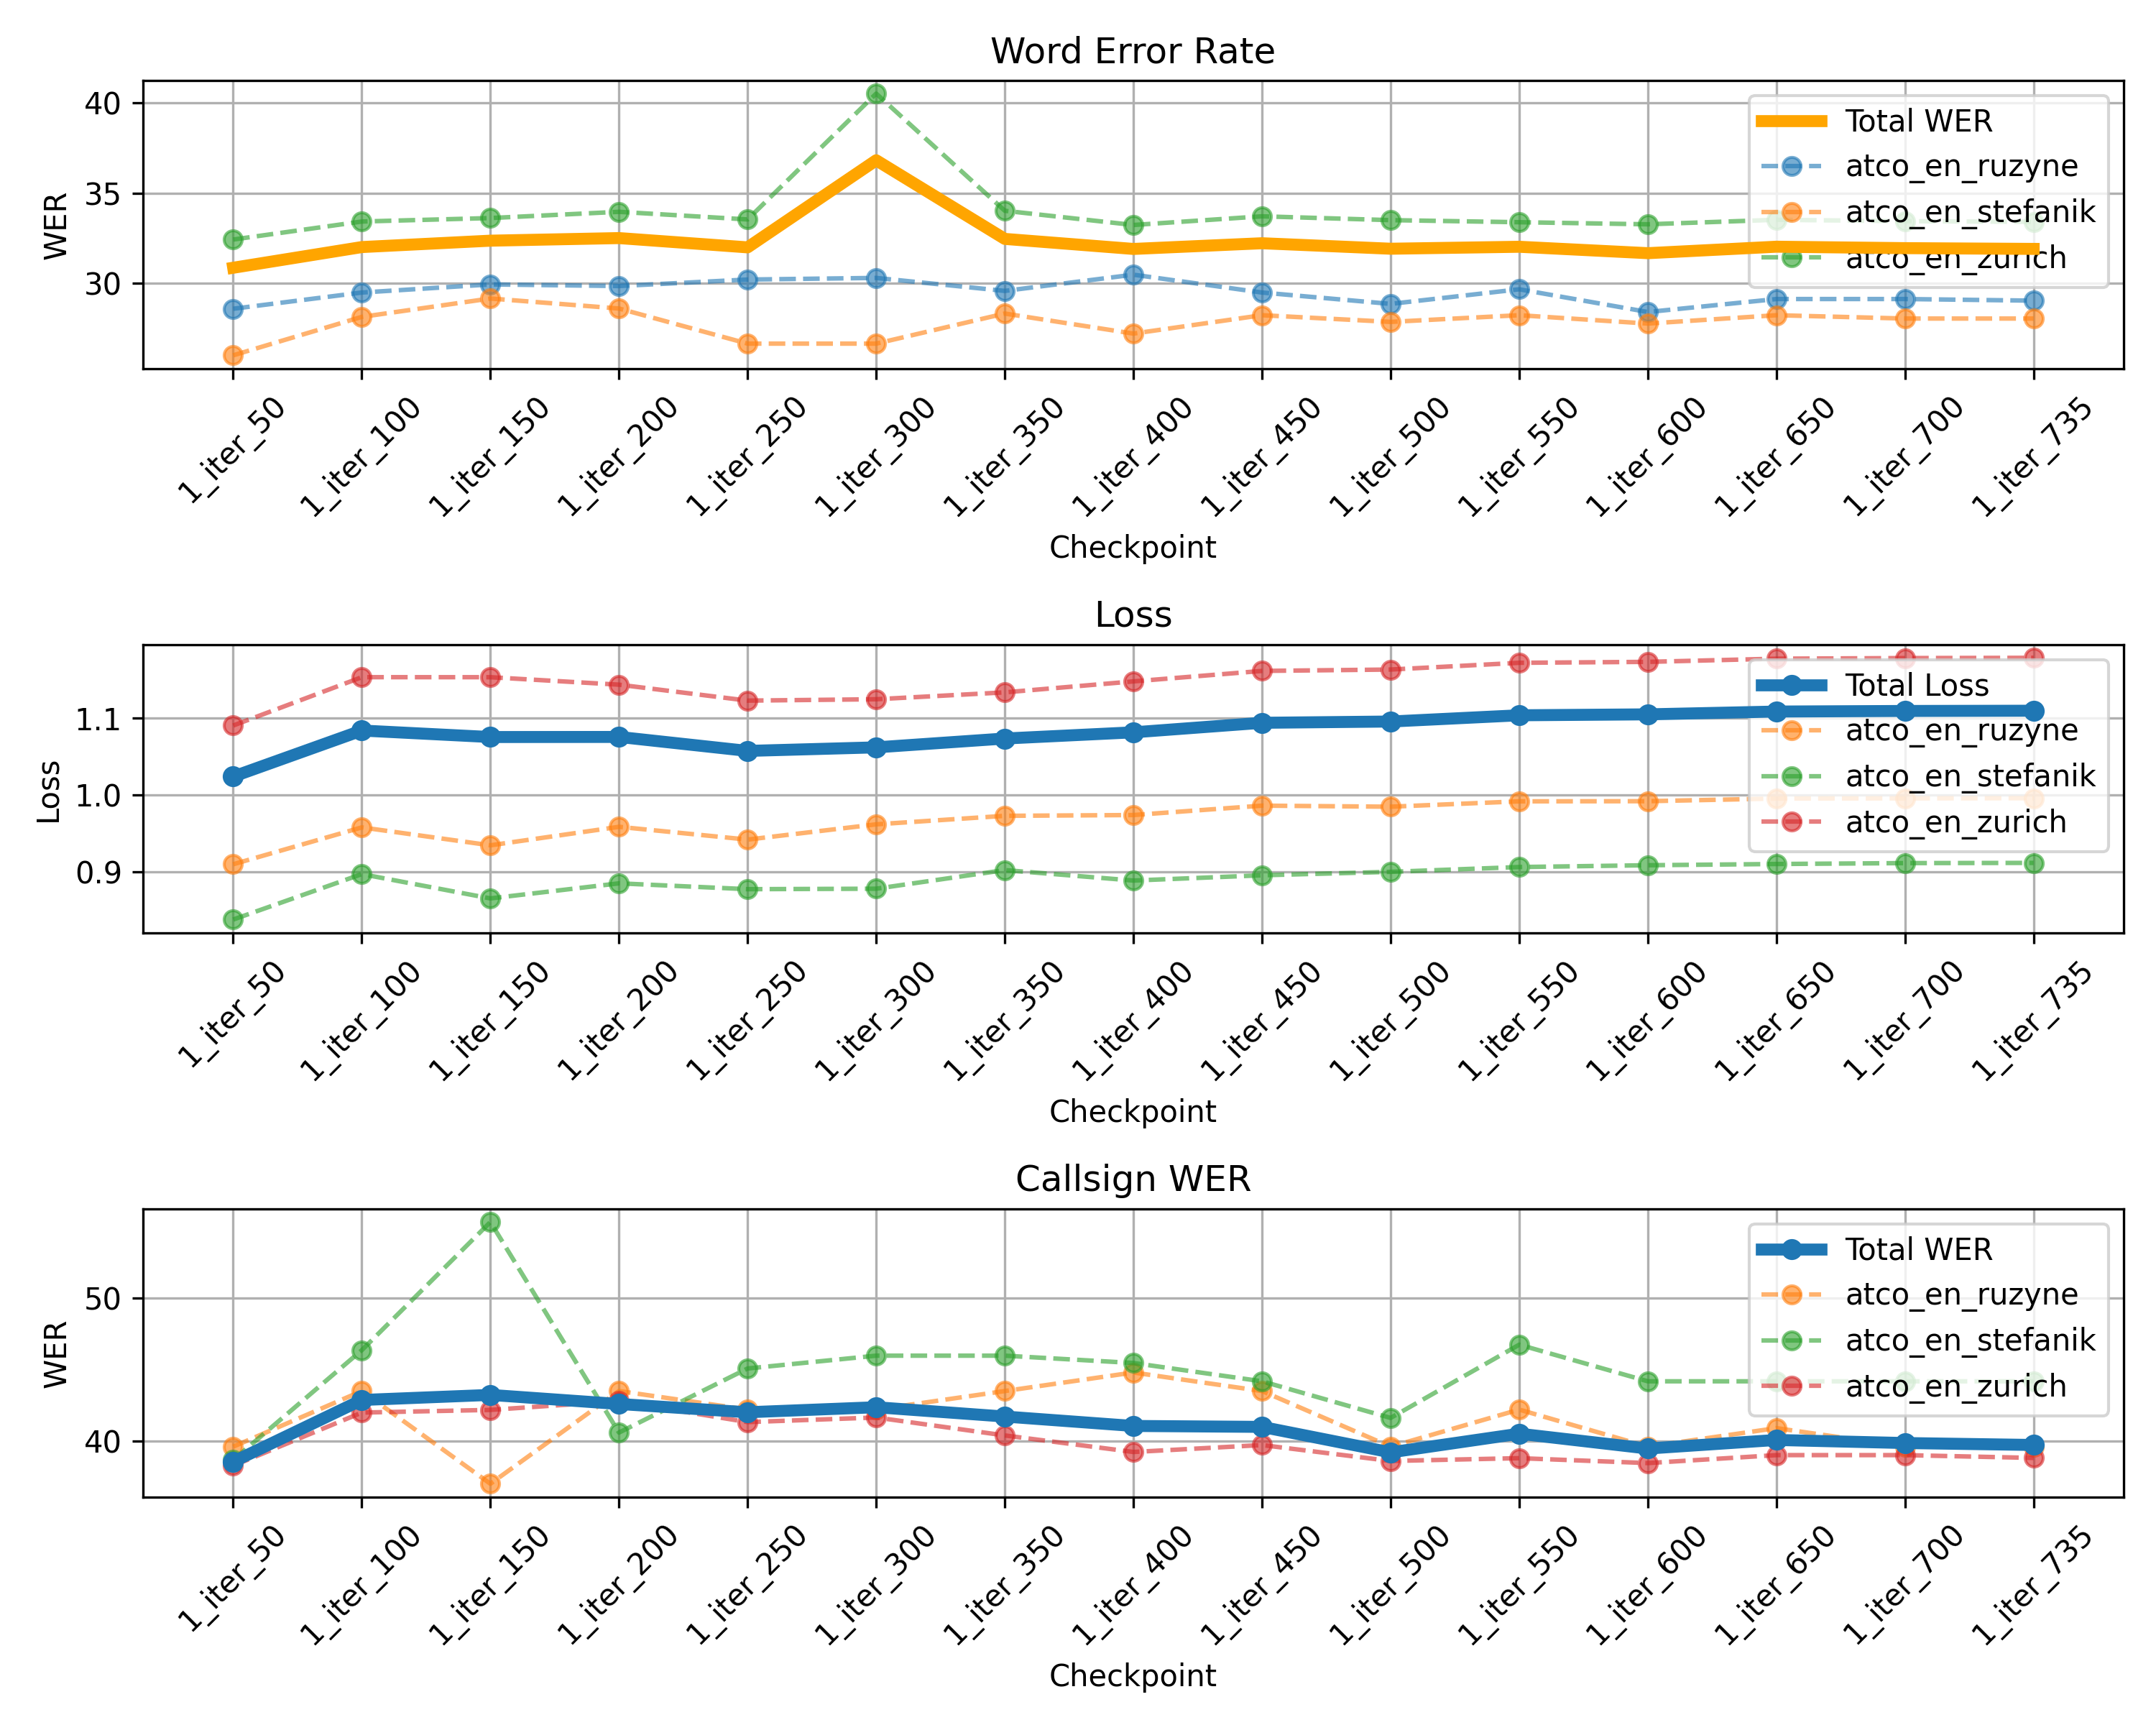 Word Error Rate
WER
40
35
30
Total WER
atco_en_ruzyne
atco_en_stefanik
atco_en_zurich
1_iter_50
1_iter_100
1_iter_150
1_iter_200
1_iter_250
1_iter_300
1_iter_350
1_iter_400
1_iter_450
1_iter_500
1_iter_550
1_iter_600
1_iter_650
1_iter_700
1_iter_735
Checkpoint
Loss
Loss
1.1
1.0
0.9
Total Loss
atco_en_ruzyne
atco_en_stefanik
atco_en_zurich
1_iter_50
1_iter_100
1_iter_150
1_iter_200
1_iter_250
1_iter_300
1_iter_350
1_iter_400
1_iter_450
1_iter_500
1_iter_550
1_iter_600
1_iter_650
1_iter_700
1_iter_735
Checkpoint
Callsign WER
WER
50
40
Total WER
atco_en_ruzyne
atco_en_stefanik
atco_en_zurich
1_iter_50
1_iter_100
1_iter_150
1_iter_200
1_iter_250
1_iter_300
1_iter_350
1_iter_400
1_iter_450
1_iter_500
1_iter_550
1_iter_600
1_iter_650
1_iter_700
1_iter_735
Checkpoint